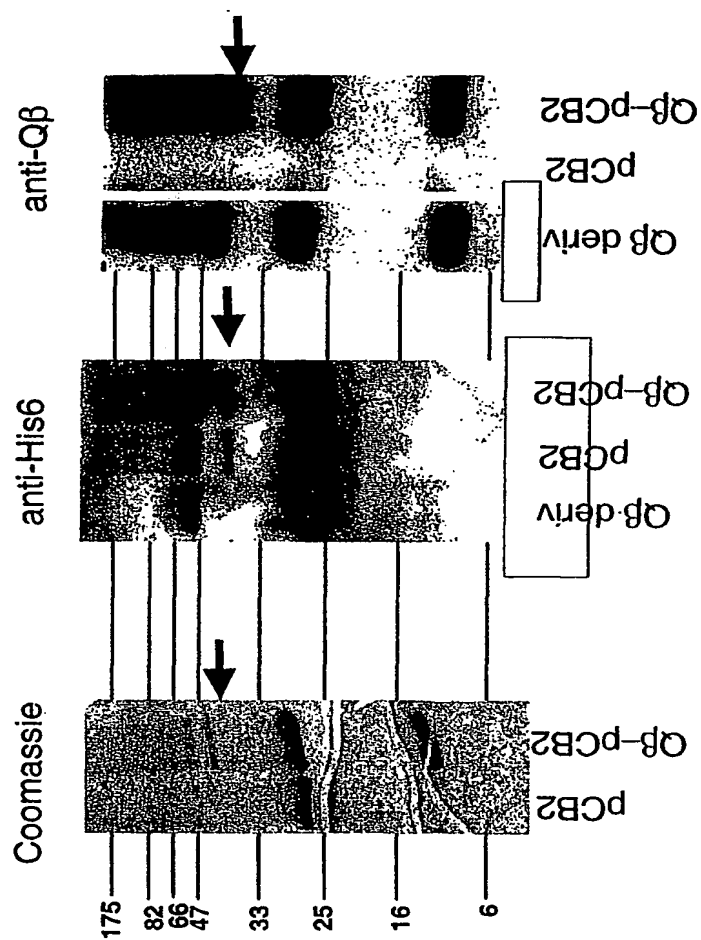 Coomassie
anti-His6
anti-Qβ
175
82
66
47
33
25
16
6
pCB2
Qβ-pCB2
Qβ deriv
pCB2
Qβ-pCB2
Qβ deriv
pCB2
Qβ-pCB2